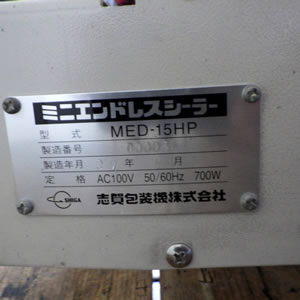 ミニエンドレスシーラー
型式 MED-15HP
製造番号
製造年月 年 月
定格 AC100V 50/60Hz 700W
SHIGA 志賀包装機株式会社